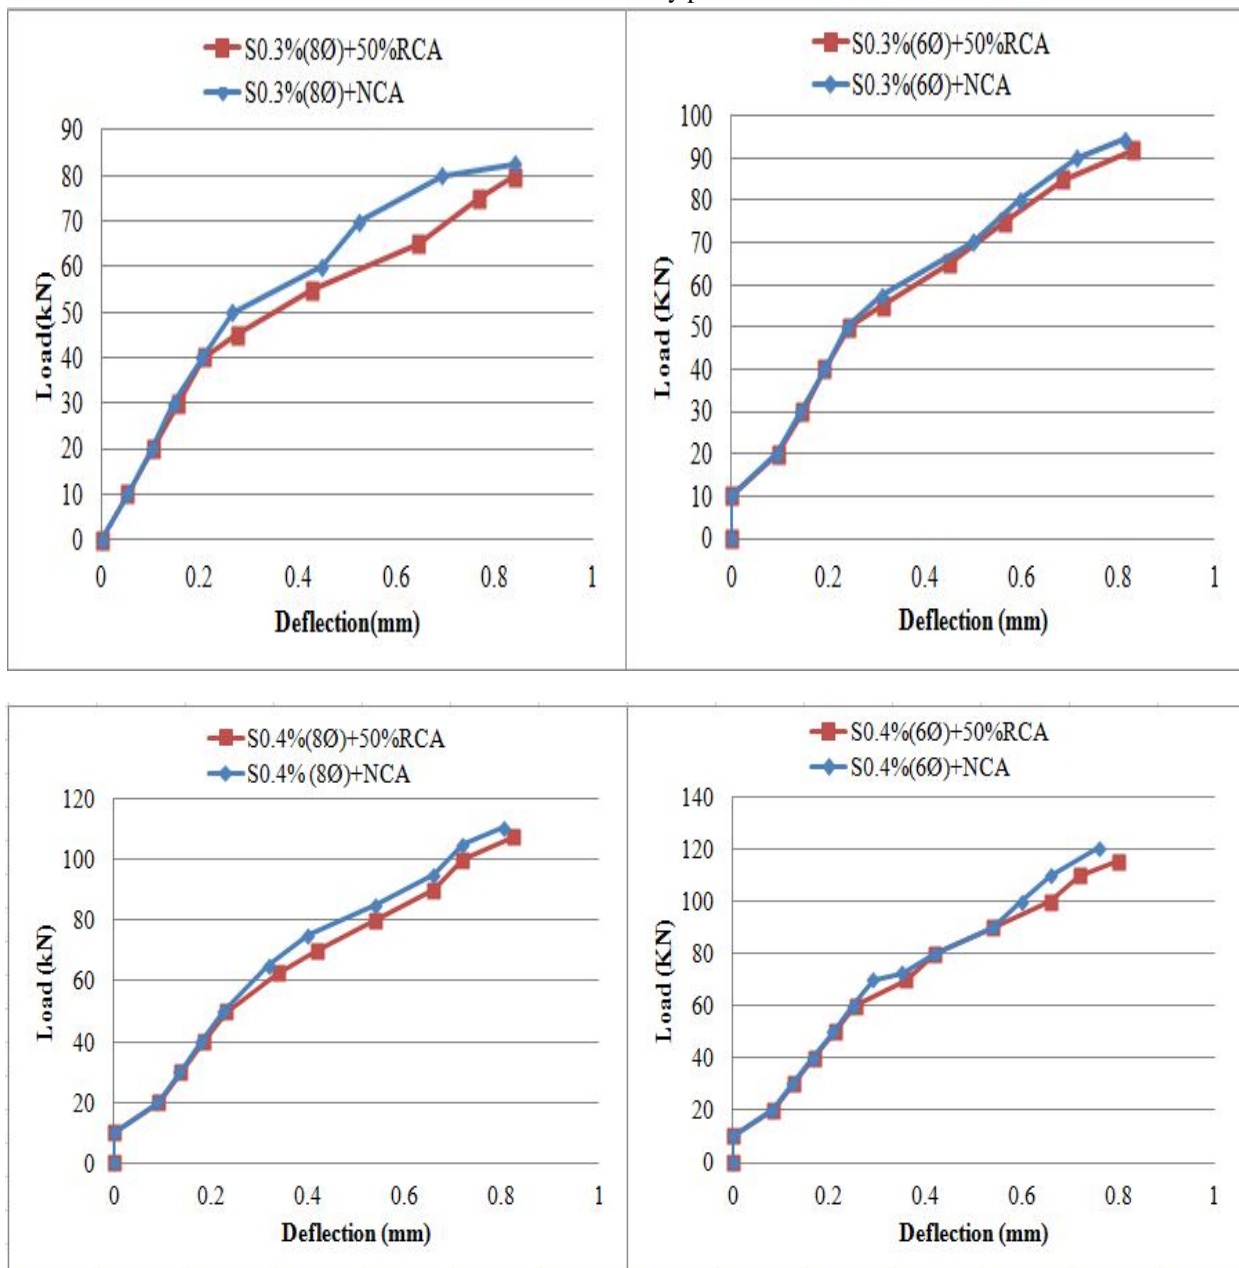 S0.3%(8Ø)+50%RCA
S0.3%(8Ø)+NCA
90
80
70
60
50
40
30
20
10
0
Load(kN)
0 0.2 0.4 0.6 0.8 1
Deflection(mm)
S0.3%(6Ø)+50%RCA
S0.3%(6Ø)+NCA
100
90
80
70
60
50
40
30
20
10
0
Load (KN)
0 0.2 0.4 0.6 0.8 1
Deflection (mm)
S0.4%(8Ø)+50%RCA
S0.4% (8Ø)+NCA
120
100
80
60
40
20
0
Load (kN)
0 0.2 0.4 0.6 0.8 1
Deflection (mm)
S0.4%(6Ø)+50%RCA
S0.4%(6Ø)+NCA
140
120
100
80
60
40
20
0
Load (KN)
0 0.2 0.4 0.6 0.8 1
Deflection (mm)